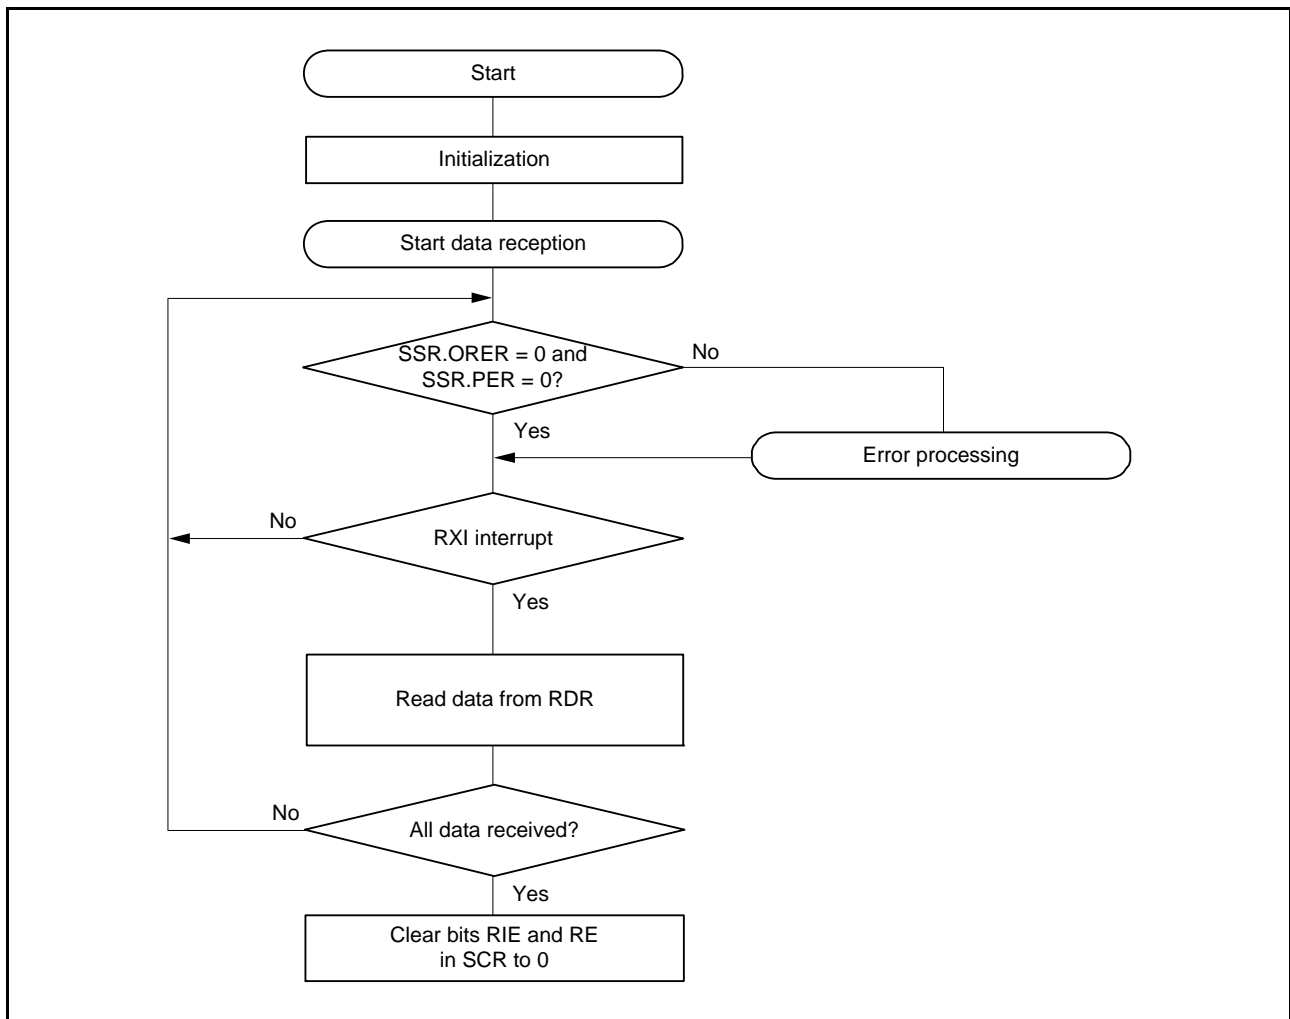 Start
Initialization
Start data reception
SSR.ORER = 0 and
SSR.PER = 0?
No
Yes
Error processing
No
RXI interrupt
Yes
Read data from RDR
No
All data received?
Yes
Clear bits RIE and RE
in SCR to 0